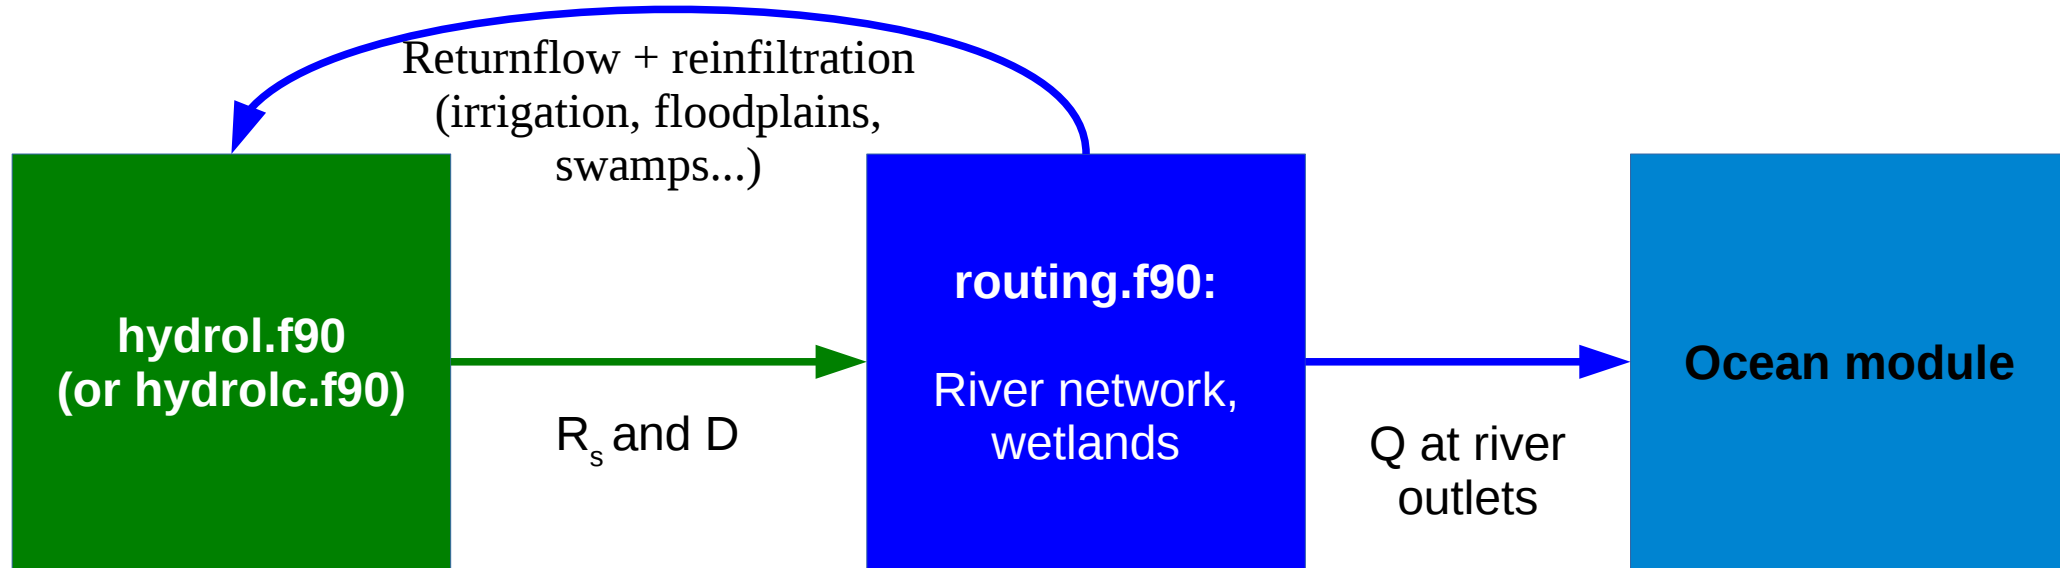 Returnflow + reinfiltration
(irrigation, floodplains,
swamps...)
hydrol.f90
(or hydrolc.f90)
Rs and D
routing.f90:
River network,
wetlands
Q at river
outlets
Ocean module